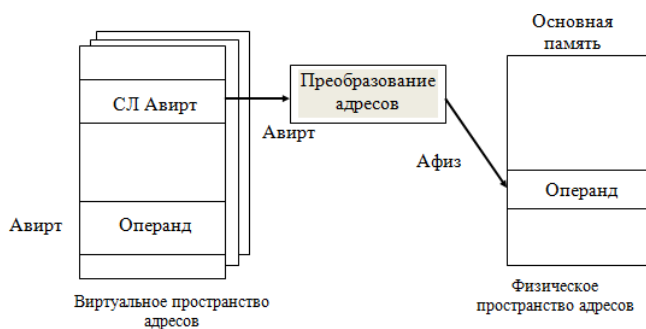 Основная
память
Преобразование
адресов
СЛ Авирт
Авирт
Афиз
Операнд
Авирт
Операнд
Виртуальное пространство
адресов
Физическое
пространство адресов